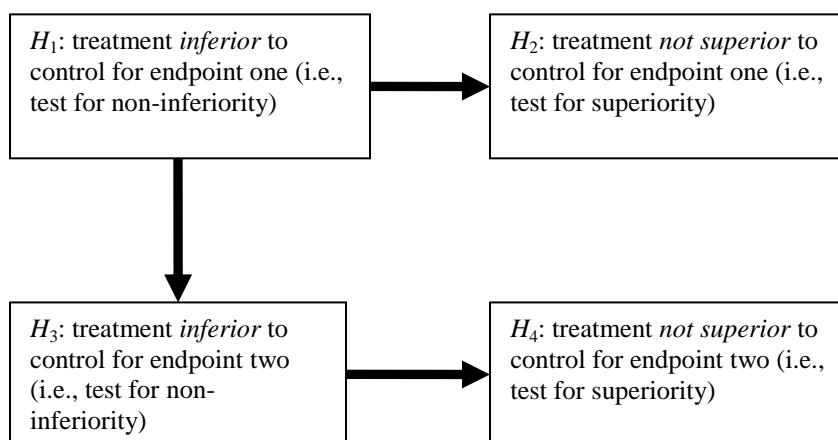 H1: treatment inferior to
control for endpoint one (i.e.,
test for non-inferiority)
H2: treatment not superior to
control for endpoint one (i.e.,
test for superiority)
H3: treatment inferior to
control for endpoint two
(i.e., test for non-
inferiority)
H4: treatment not superior to
control for endpoint two (i.e.,
test for superiority)